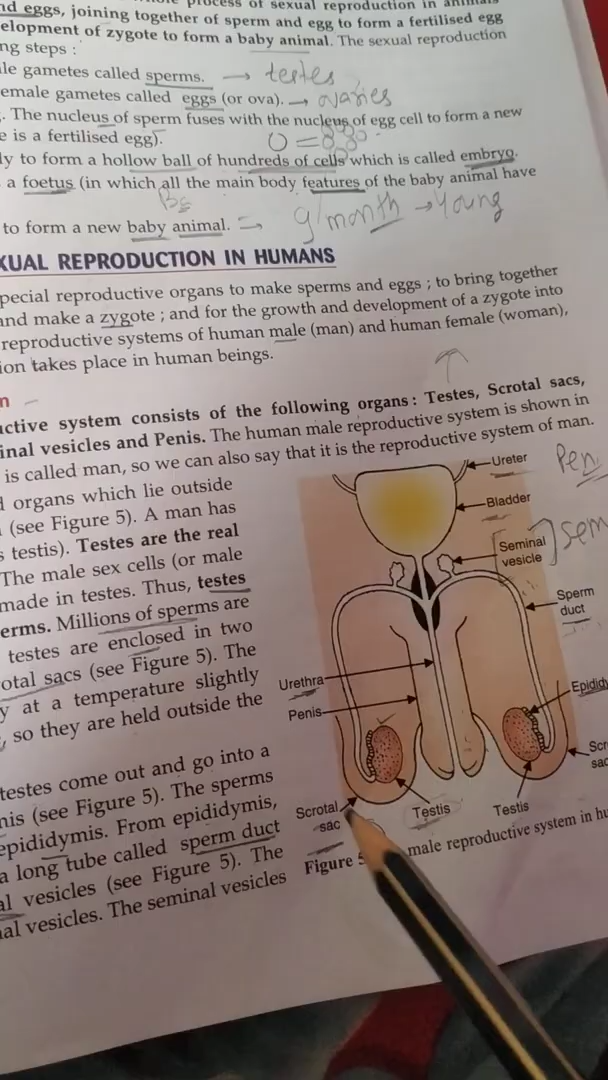 nd eggs, joining together of sperm and egg to form a fertilised egg
elopment of zygote to form a baby animal. The sexual reproduction
ng steps :
le gametes called sperms. → testes
emale gametes called eggs (or ova). → ovaries
. The nucleus of sperm fuses with the nucleus of egg cell to form a new
e is a fertilised egg).
ly to form a hollow ball of hundreds of cells which is called embryo.
a foetus (in which all the main body features of the baby animal have
to form a new baby animal. → 9 month → Young
XUAL REPRODUCTION IN HUMANS
pecial reproductive organs to make sperms and eggs ; to bring together
and make a zygote ; and for the growth and development of a zygote into
reproductive systems of human male (man) and human female (woman),
ion takes place in human beings.
n
uctive system consists of the following organs : Testes, Scrotal sacs,
inal vesicles and Penis. The human male reproductive system is shown in
is called man, so we can also say that it is the reproductive system of man.
d organs which lie outside
(see Figure 5). A man has
s testis). Testes are the real
The male sex cells (or male
made in testes. Thus, testes
erms. Millions of sperms are
testes are enclosed in two
otal sacs (see Figure 5). The
y at a temperature slightly
, so they are held outside the
testes come out and go into a
mis (see Figure 5). The sperms
epididymis. From epididymis,
a long tube called sperm duct
al vesicles (see Figure 5). The
nal vesicles. The seminal vesicles
Ureter
Pen
Bladder
Seminal
vesicle
sem
Sperm
duct
Urethra
Epididy
Penis
Scr
sac
Scrotal
sac
Testis
Testis
Figure 5 male reproductive system in hu